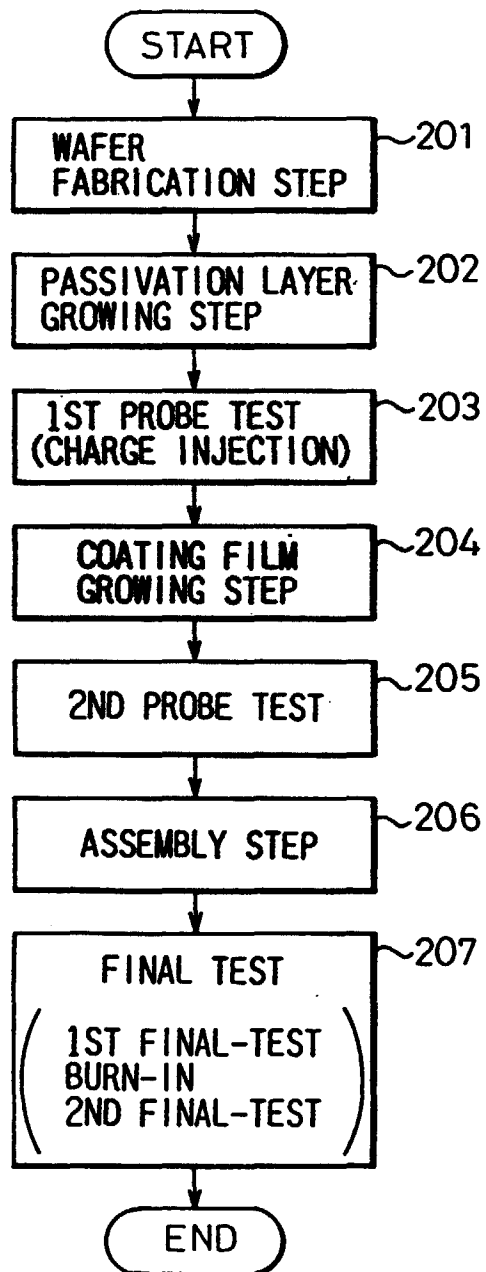 START
WAFER
FABRICATION STEP
201
PASSIVATION LAYER
GROWING STEP
202
1ST PROBE TEST
(CHARGE INJECTION)
203
COATING FILM
GROWING STEP
204
2ND PROBE TEST
205
ASSEMBLY STEP
206
FINAL TEST
207
1ST FINAL-TEST
BURN-IN
2ND FINAL-TEST
END